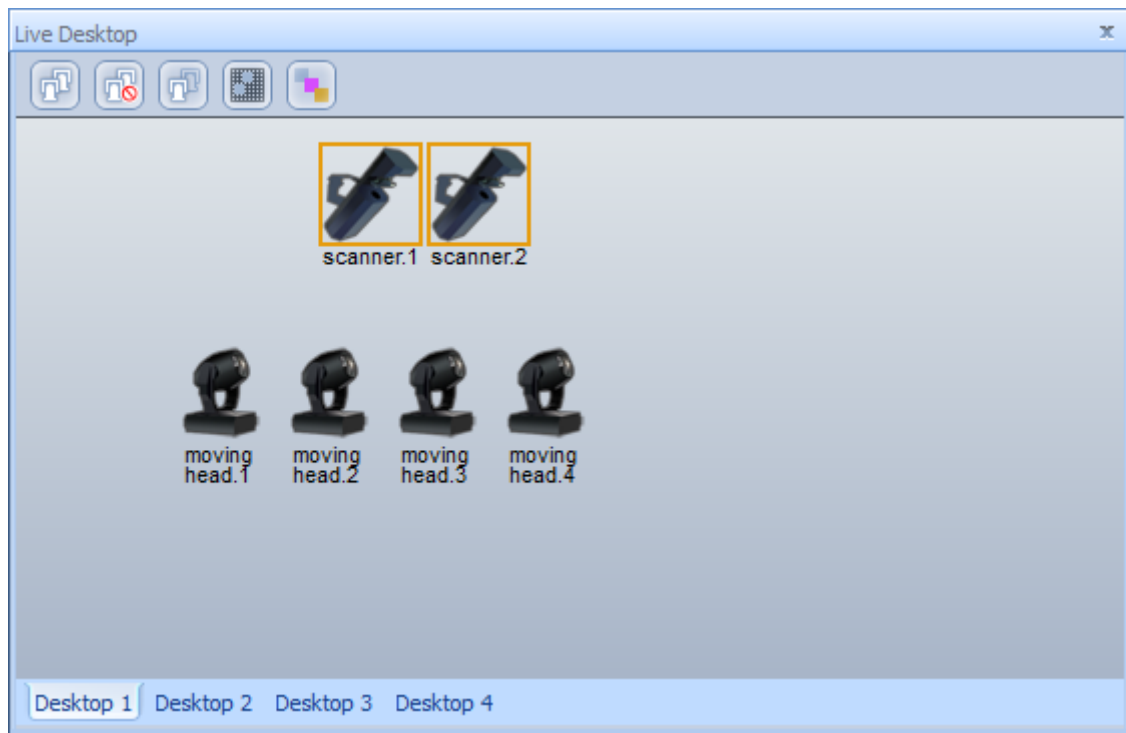 Live Desktop
scanner.1 scanner.2
moving moving moving moving
head.1 head.2 head.3 head.4
Desktop 1 Desktop 2 Desktop 3 Desktop 4